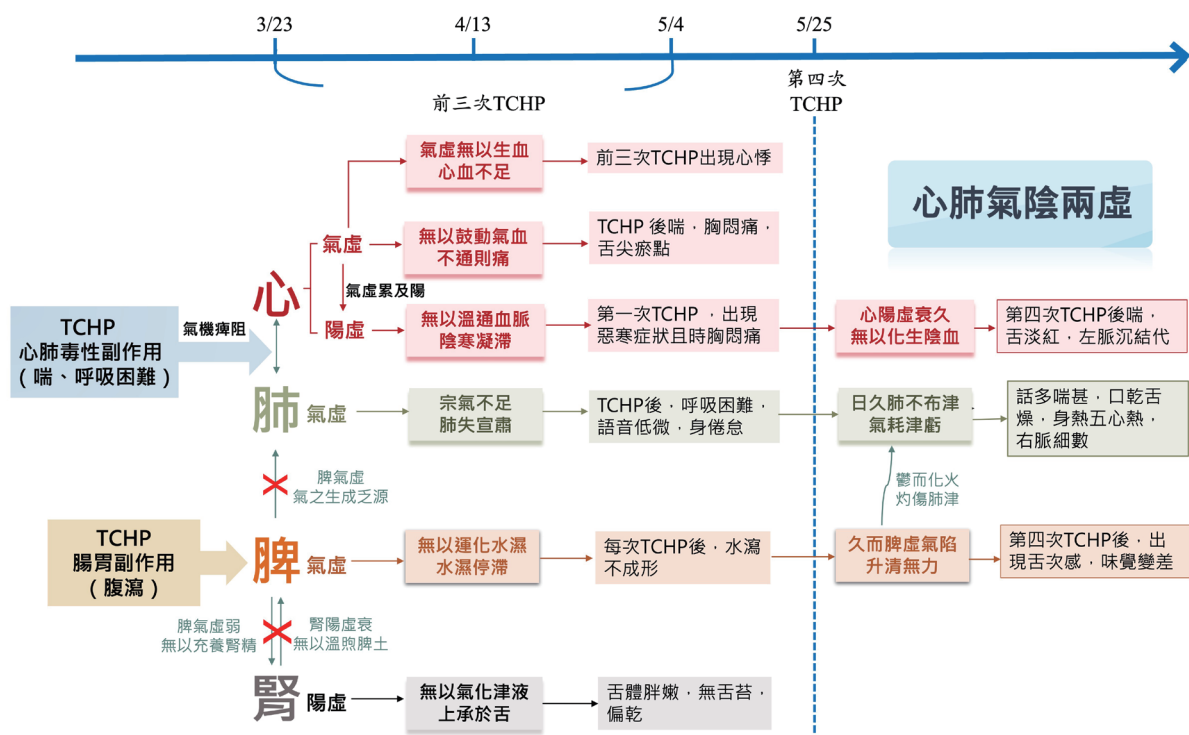 3/23
4/13
5/4
5/25
前三次TCHP
第四次
TCHP
心肺氣陰兩虛
氣虛無以生血
心血不足
前三次TCHP出現心悸
氣虛
無以鼓動氣血
不通則痛
TCHP 後喘，胸悶痛，
舌尖瘀點
心
氣虛累及陽
陽虛
無以溫通血脈
陰寒凝滯
第一次TCHP ，出現
惡寒症狀且時胸悶痛
心陽虛衰久
無以化生陰血
第四次TCHP後喘，
舌淡紅，左脈沉結代
TCHP
心肺毒性副作用
（喘、呼吸困難）
氣機痺阻
肺
氣虛
宗氣不足
肺失宣肅
TCHP後，呼吸困難，
語音低微，身倦怠
日久肺不布津
氣耗津虧
話多喘甚，口乾舌
燥，身熱五心熱，
右脈細數
脾氣虛
氣之生成乏源
鬱而化火
灼傷肺津
TCHP
腸胃副作用
（腹瀉）
脾
氣虛
無以運化水濕
水濕停滯
每次TCHP後，水瀉
不成形
久而脾虛氣陷
升清無力
第四次TCHP後，出
現舌次感，味覺變差
脾氣虛弱
無以充養腎精
腎陽虛衰
無以溫煦脾土
腎
陽虛
無以氣化津液
上承於舌
舌體胖嫩，無舌苔，
偏乾